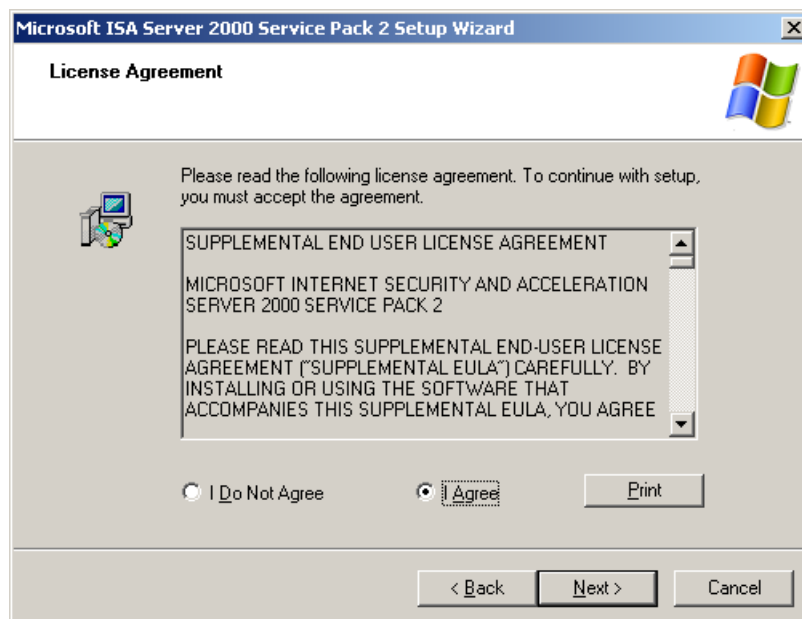 Microsoft ISA Server 2000 Service Pack 2 Setup Wizard
License Agreement
Please read the following license agreement. To continue with setup,
you must accept the agreement.
SUPPLEMENTAL END USER LICENSE AGREEMENT
MICROSOFT INTERNET SECURITY AND ACCELERATION
SERVER 2000 SERVICE PACK 2
PLEASE READ THIS SUPPLEMENTAL END-USER LICENSE
AGREEMENT ("SUPPLEMENTAL EULA") CAREFULLY. BY
INSTALLING OR USING THE SOFTWARE THAT
ACCOMPANIES THIS SUPPLEMENTAL EULA, YOU AGREE
I Do Not Agree
I Agree
Print
< Back
Next >
Cancel